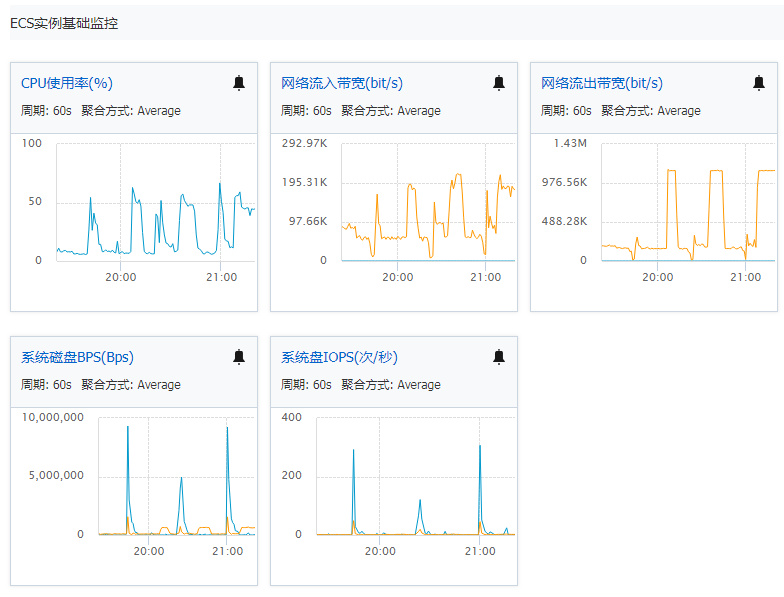 ECS实例基础监控
CPU使用率(%)
周期: 60s 聚合方式: Average
100
50
0
20:00 21:00
网络流入带宽(bit/s)
周期: 60s 聚合方式: Average
292.97K
195.31K
97.66K
0
20:00 21:00
网络流出带宽(bit/s)
周期: 60s 聚合方式: Average
1.43M
976.56K
488.28K
0
20:00 21:00
系统磁盘BPS(Bps)
周期: 60s 聚合方式: Average
10,000,000
5,000,000
0
20:00 21:00
系统盘IOPS(次/秒)
周期: 60s 聚合方式: Average
400
200
0
20:00 21:00